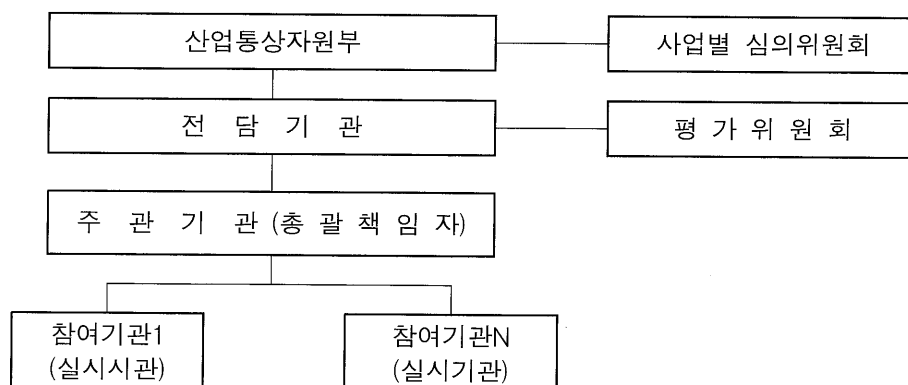 산업통상자원부
사업별 심의위원회
전 담 기 관
평 가 위 원 회
주 관 기 관 (총 괄 책 임 자)
참여기관1
(실시시관)
참여기관N
(실시기관)